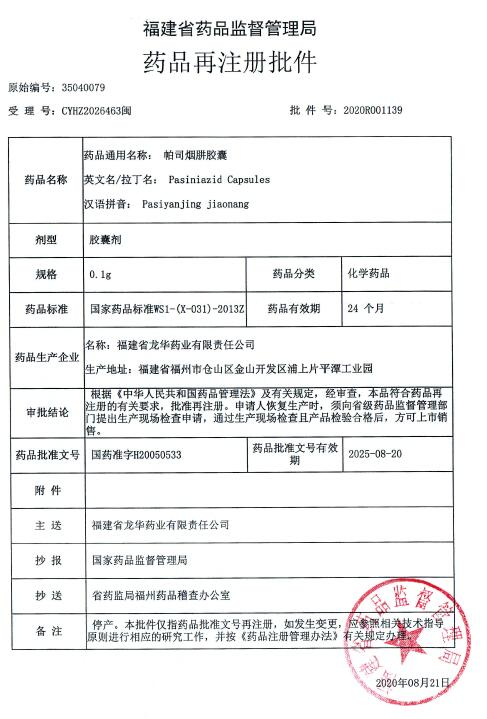 福建省药品监督管理局
药品再注册批件
原始编号：35040079
受 理 号：CYHZ2026463闽 批 件 号：2020R001139
药品名称
药品通用名称： 帕司烟肼胶囊
英文名/拉丁名： Pasiniazid Capsules
汉语拼音： Pasiyanjing jiaonang
剂型 胶囊剂
规格 0.1g 药品分类 化学药品
药品标准 国家药品标准WS1-(X-031)-2013Z 药品有效期 24 个月
药品生产企业
名称：福建省龙华药业有限责任公司
生产地址：福建省福州市仓山区金山开发区浦上片平潭工业园
审批结论
根据《中华人民共和国药品管理法》及有关规定，经审查，本品符合药品再
注册的有关要求，批准再注册。申请人恢复生产时，须向省级药品监督管理部
门提出生产现场检查申请，通过生产现场检查且产品检验合格后，方可上市销
售。
药品批准文号 国药准字H20050533 药品批准文号有效
期 2025-08-20
附 件
主 送 福建省龙华药业有限责任公司
抄 报 国家药品监督管理局
抄 送 省药监局福州药品稽查办公室
备 注
停产。本批件仅指药品批准文号再注册，如发生变更，应参照相关技术指导
原则进行相应的研究工作，并按《药品注册管理办法》有关规定办理。
福建省药品监督管理局
2020年08月21日